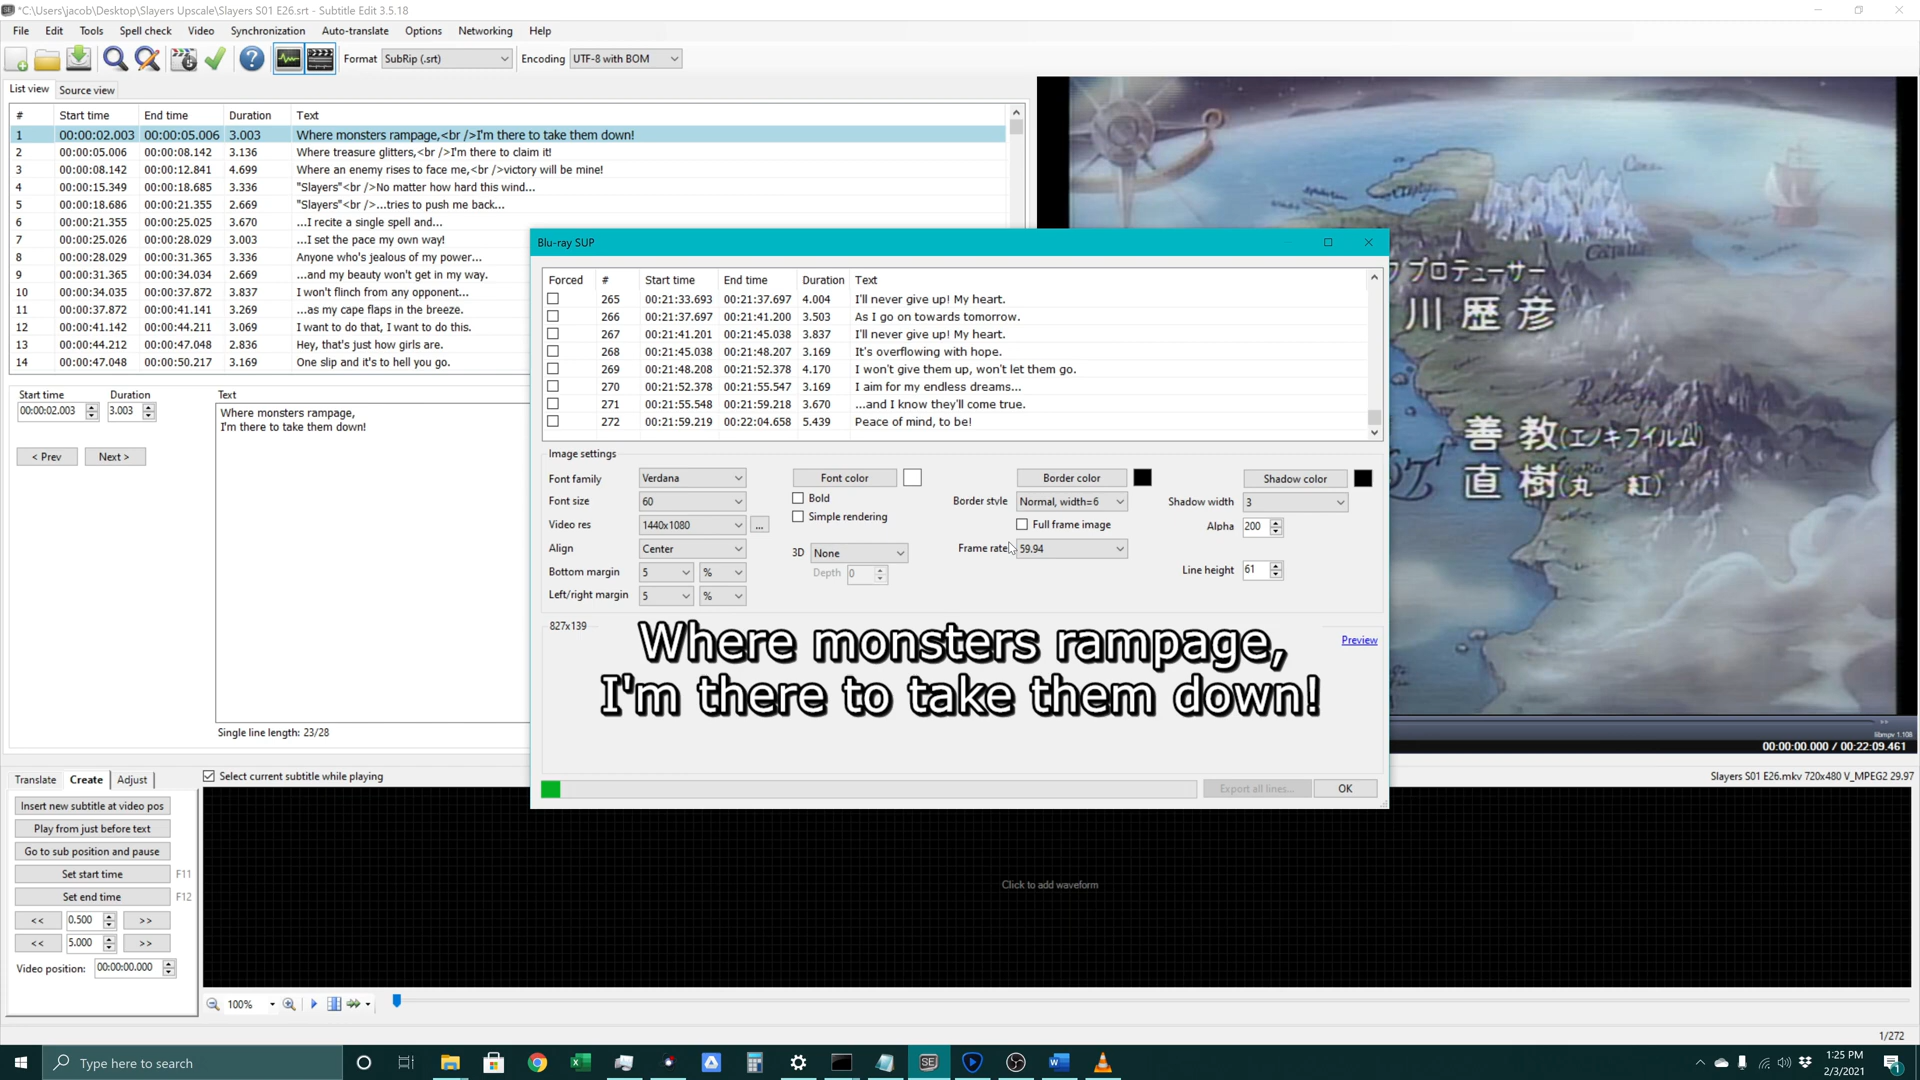 *C:\Users\jacob\Desktop\Slayers Upscale\Slayers S01 E26.srt - Subtitle Edit 3.5.18
File Edit Tools Spell check Video Synchronization Auto-translate Options Networking Help
Format SubRip (.srt) Encoding UTF-8 with BOM
List view Source view
# Start time End time Duration Text
1 00:00:02.003 00:00:05.006 3.003 Where monsters rampage,<br />I'm there to take them down!
2 00:00:05.006 00:00:08.142 3.136 Where treasure glitters,<br />I'm there to claim it!
3 00:00:08.142 00:00:12.841 4.699 Where an enemy rises to face me,<br />victory will be mine!
4 00:00:15.349 00:00:18.685 3.336 "Slayers"<br />No matter how hard this wind...
5 00:00:18.686 00:00:21.355 2.669 "Slayers"<br />...tries to push me back...
6 00:00:21.355 00:00:25.025 3.670 ...I recite a single spell and...
7 00:00:25.026 00:00:28.029 3.003 ...I set the pace my own way!
8 00:00:28.029 00:00:31.365 3.336 Anyone who's jealous of my power...
9 00:00:31.365 00:00:34.034 2.669 ...and my beauty won't get in my way.
10 00:00:34.035 00:00:37.872 3.837 I won't flinch from any opponent...
11 00:00:37.872 00:00:41.141 3.269 ...as my cape flaps in the breeze.
12 00:00:41.142 00:00:44.211 3.069 I want to do that, I want to do this.
13 00:00:44.212 00:00:47.048 2.836 Hey, that's just how girls are.
14 00:00:47.048 00:00:50.217 3.169 One slip and it's to hell you go.
Start time Duration Text
00:00:02.003 3.003
Where monsters rampage,
I'm there to take them down!
< Prev Next >
Single line length: 23/28
Blu-ray SUP
Forced # Start time End time Duration Text
265 00:21:33.693 00:21:37.697 4.004 I'll never give up! My heart.
266 00:21:37.697 00:21:41.200 3.503 As I go on towards tomorrow.
267 00:21:41.201 00:21:45.038 3.837 I'll never give up! My heart.
268 00:21:45.038 00:21:48.207 3.169 It's overflowing with hope.
269 00:21:48.208 00:21:52.378 4.170 I won't give them up, won't let them go.
270 00:21:52.378 00:21:55.547 3.169 I aim for my endless dreams...
271 00:21:55.548 00:21:59.218 3.670 ...and I know they'll come true.
272 00:21:59.219 00:22:04.658 5.439 Peace of mind, to be!
Image settings
Font family Verdana Font color Border color Shadow color
Font size 60 Bold Border style Normal, width=6 Shadow width 3
Video res 1440x1080 ... Simple rendering Full frame image Alpha 200
Align Center 3D None Frame rate 59.94
Bottom margin 5 % Depth 0 Line height 61
Left/right margin 5 %
827x139 Preview
Where monsters rampage,
I'm there to take them down!
Export all lines... OK
プロデューサー
川 歴 彦
善 教(エノキフイルム)
直 樹(丸 紅)
libmpv 1.108
00:00:00.000 / 00:22:09.461
Translate Create Adjust
Select current subtitle while playing
Slayers S01 E26.mkv 720x480 V_MPEG2 29.97
Insert new subtitle at video pos
Play from just before text
Go to sub position and pause
Set start time F11
Set end time F12
<< 0.500 >>
<< 5.000 >>
Video position: 00:00:00.000
Click to add waveform
100%
1/272
Type here to search
1:25 PM
2/3/2021